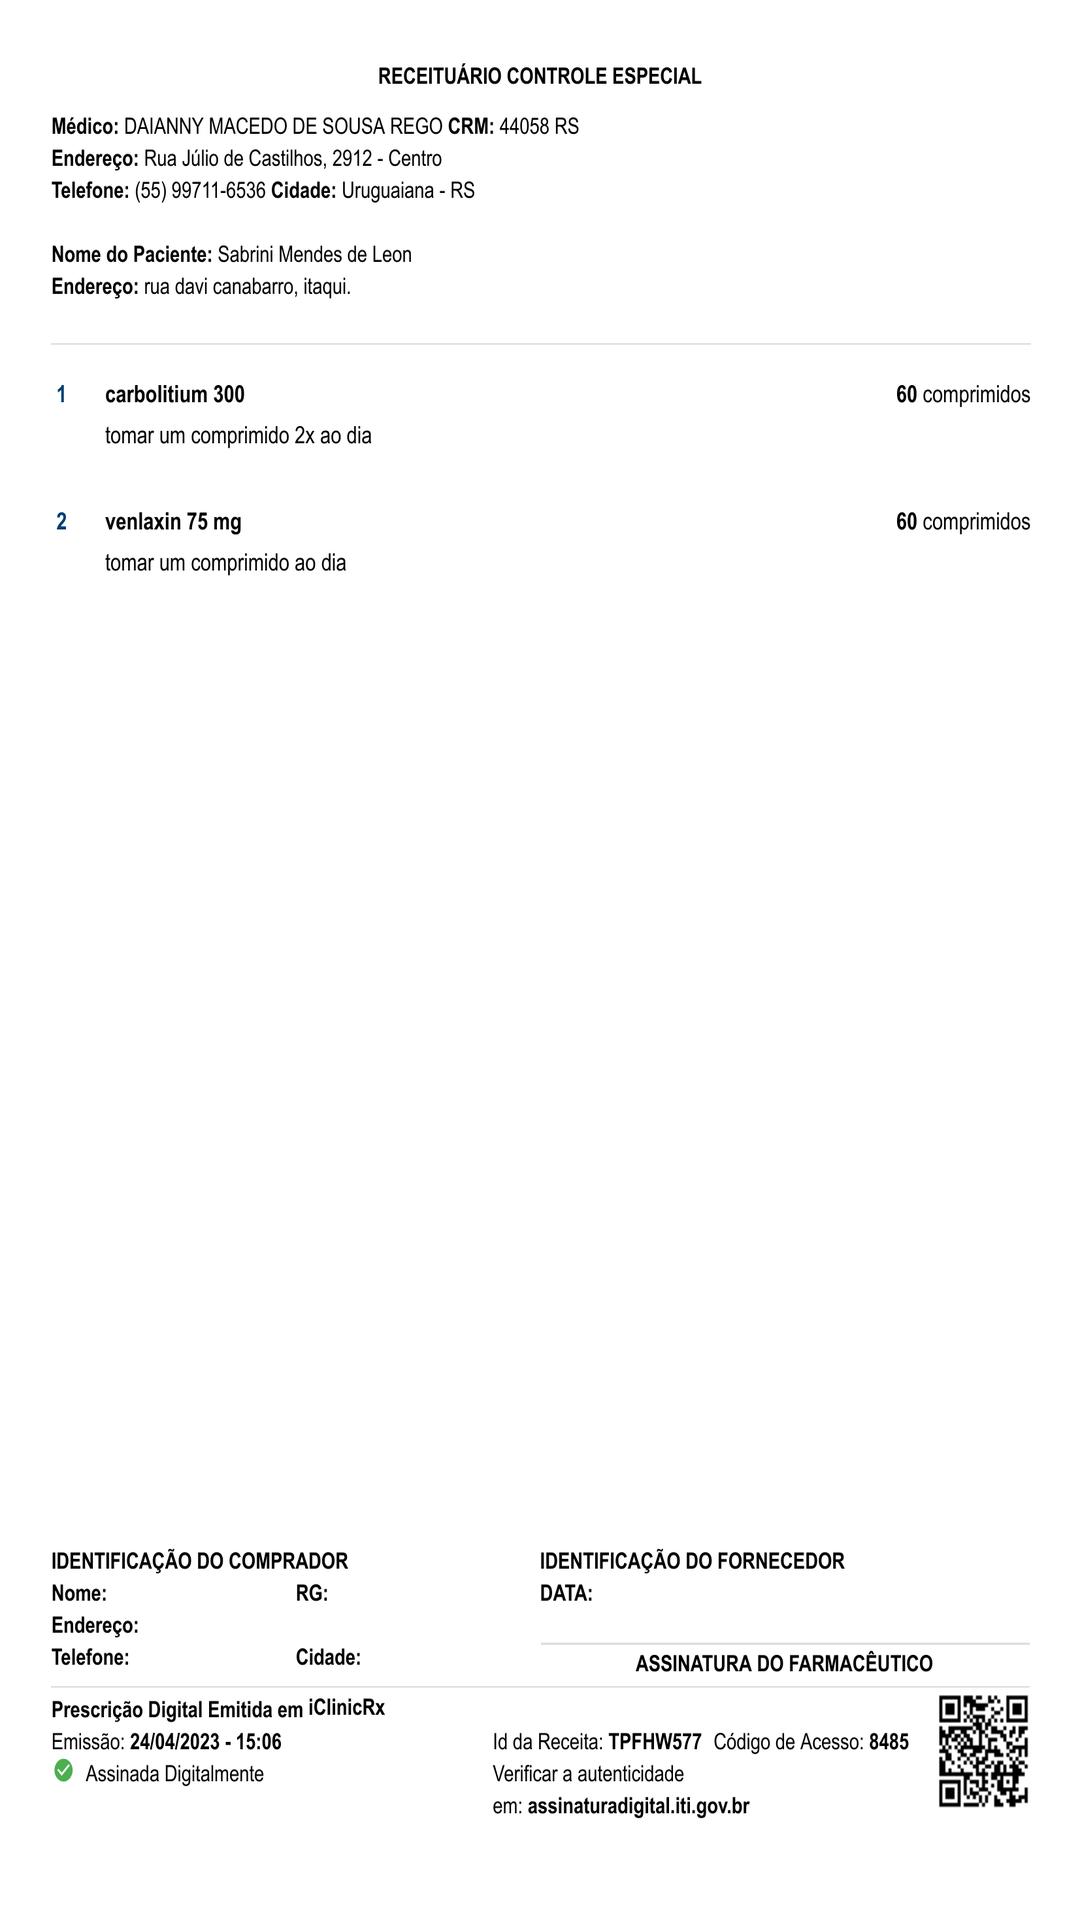 RECEITUÁRIO CONTROLE ESPECIAL
Médico: DAIANNY MACEDO DE SOUSA REGO CRM: 44058 RS
Endereço: Rua Júlio de Castilhos, 2912 - Centro
Telefone: (55) 99711-6536 Cidade: Uruguaiana - RS
Nome do Paciente: Sabrini Mendes de Leon
Endereço: rua davi canabarro, itaqui.
1 carbolitium 300 60 comprimidos
tomar um comprimido 2x ao dia
2 venlaxin 75 mg 60 comprimidos
tomar um comprimido ao dia
IDENTIFICAÇÃO DO COMPRADOR
Nome: RG:
Endereço:
Telefone: Cidade:
IDENTIFICAÇÃO DO FORNECEDOR
DATA:
ASSINATURA DO FARMACÊUTICO
Prescrição Digital Emitida em iClinicRx
Emissão: 24/04/2023 - 15:06
Assinada Digitalmente
Id da Receita: TPFHW577 Código de Acesso: 8485
Verificar a autenticidade
em: assinaturadigital.iti.gov.br